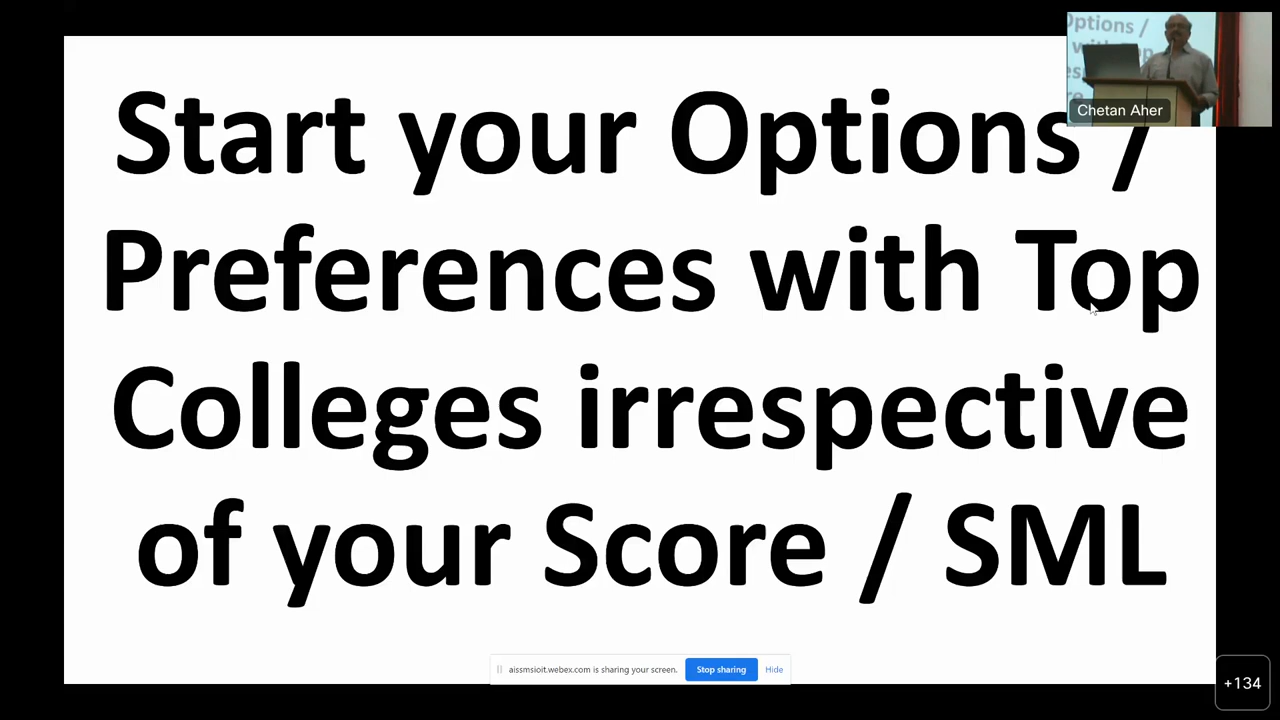 Start your Options /
Preferences with Top
Colleges irrespective
of your Score / SML
Options /
Chetan Aher
aissmsioit.webex.com is sharing your screen. Stop sharing Hide
+134